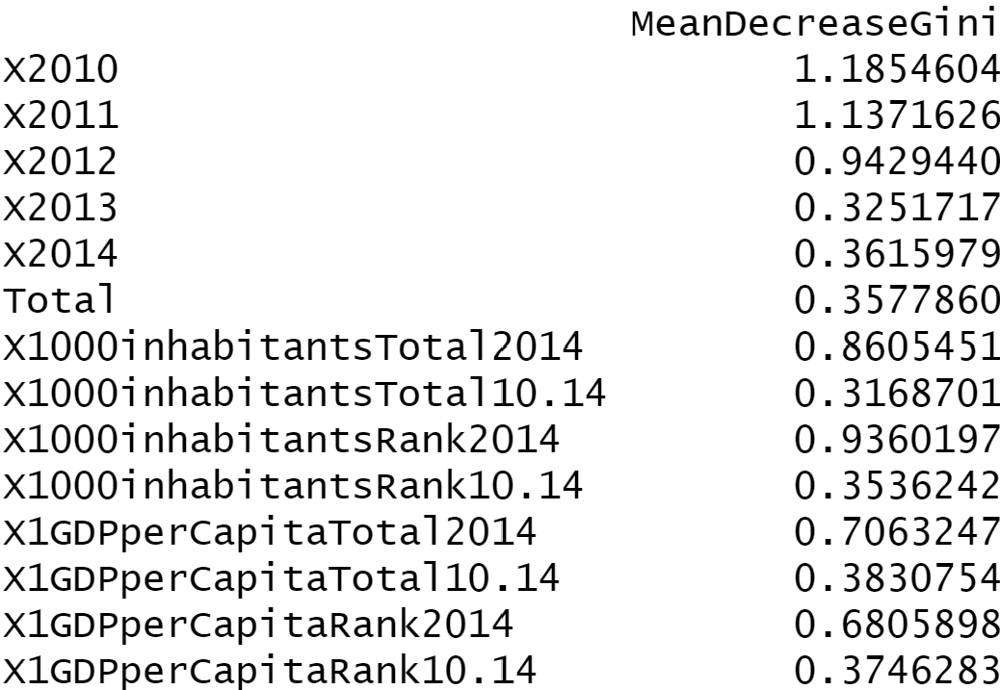 MeanDecreaseGini
X2010 1.1854604
X2011 1.1371626
X2012 0.9429440
X2013 0.3251717
X2014 0.3615979
Total 0.3577860
X1000inhabitantsTotal2014 0.8605451
X1000inhabitantsTotal10.14 0.3168701
X1000inhabitantsRank2014 0.9360197
X1000inhabitantsRank10.14 0.3536242
X1GDPperCapitaTotal2014 0.7063247
X1GDPperCapitaTotal10.14 0.3830754
X1GDPperCapitaRank2014 0.6805898
X1GDPperCapitaRank10.14 0.3746283